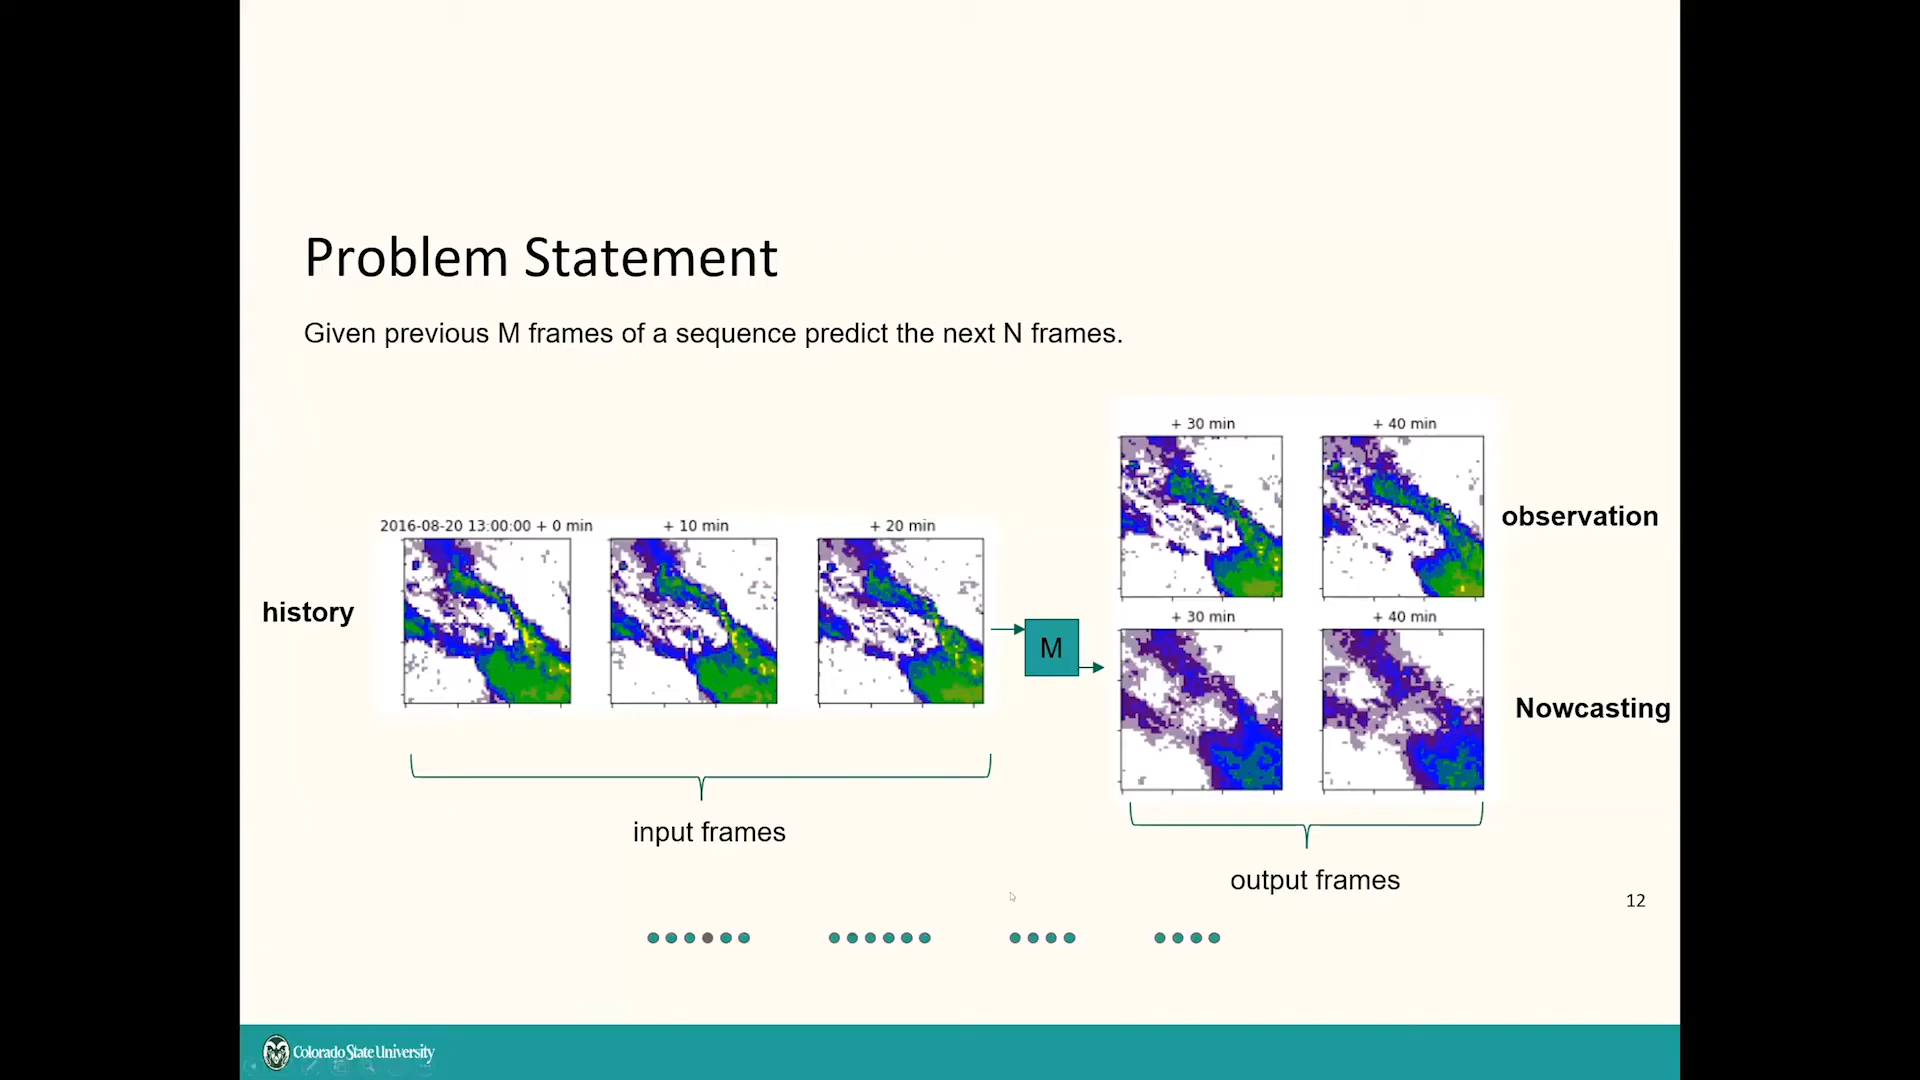 Problem Statement
Given previous M frames of a sequence predict the next N frames.
+ 30 min
+ 40 min
observation
2016-08-20 13:00:00 + 0 min
+ 10 min
+ 20 min
history
M
+ 30 min
+ 40 min
Nowcasting
input frames
output frames
12
Colorado State University